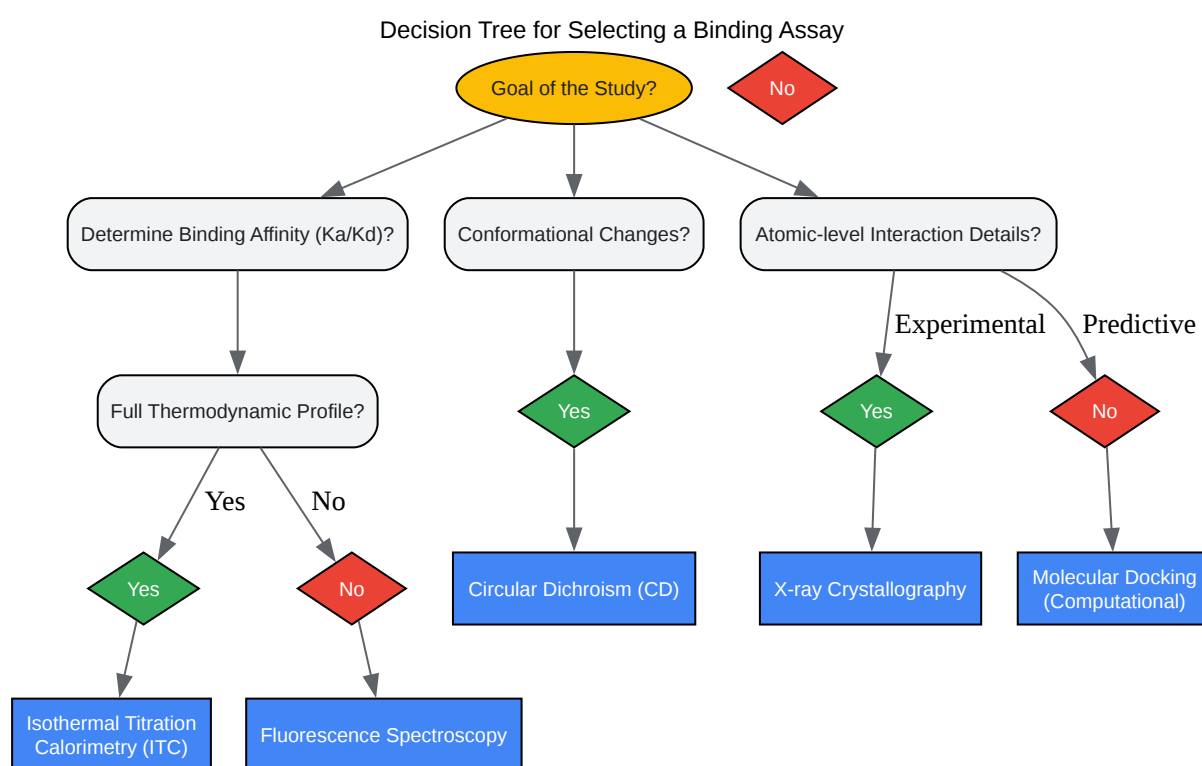 Decision Tree for Selecting a Binding Assay
Goal of the Study?
No
Determine Binding Affinity (Ka/Kd)?
Conformational Changes?
Atomic-level Interaction Details?
Experimental
Predictive
Full Thermodynamic Profile?
Yes
Yes
No
Yes
No
Yes
No
Circular Dichroism (CD)
X-ray Crystallography
Molecular Docking
(Computational)
Isothermal Titration
Calorimetry (ITC)
Fluorescence Spectroscopy